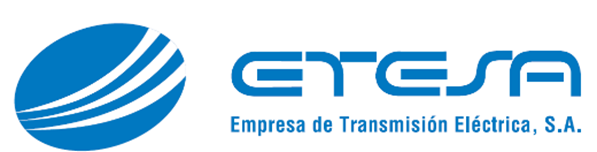 ETESA
Empresa de Transmisión Eléctrica, S.A.